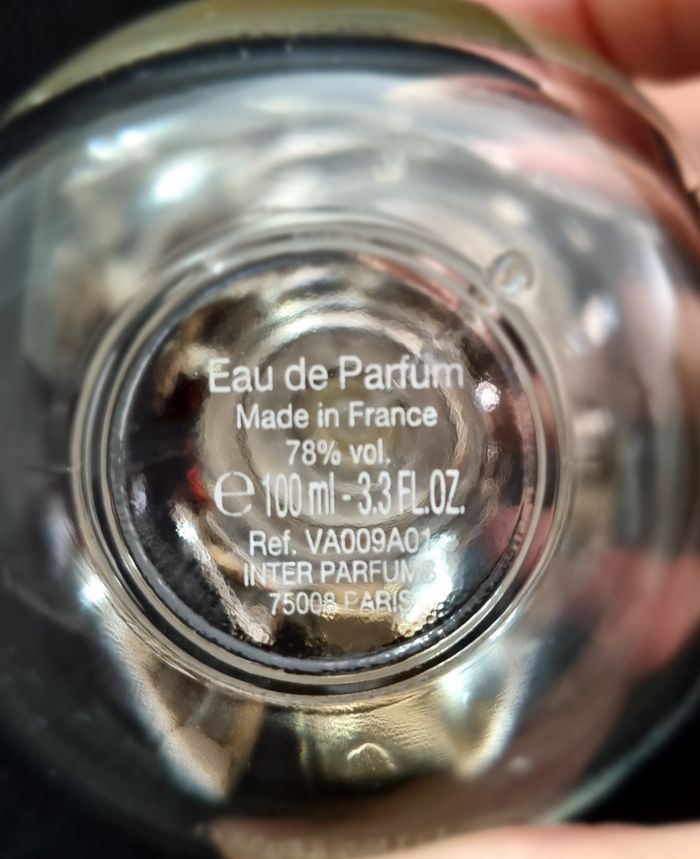 Eau de Parfum
Made in France
78% vol.
℮ 100 ml - 3.3 FL.OZ.
Ref. VA009A01
INTER PARFUMS
75008 PARIS